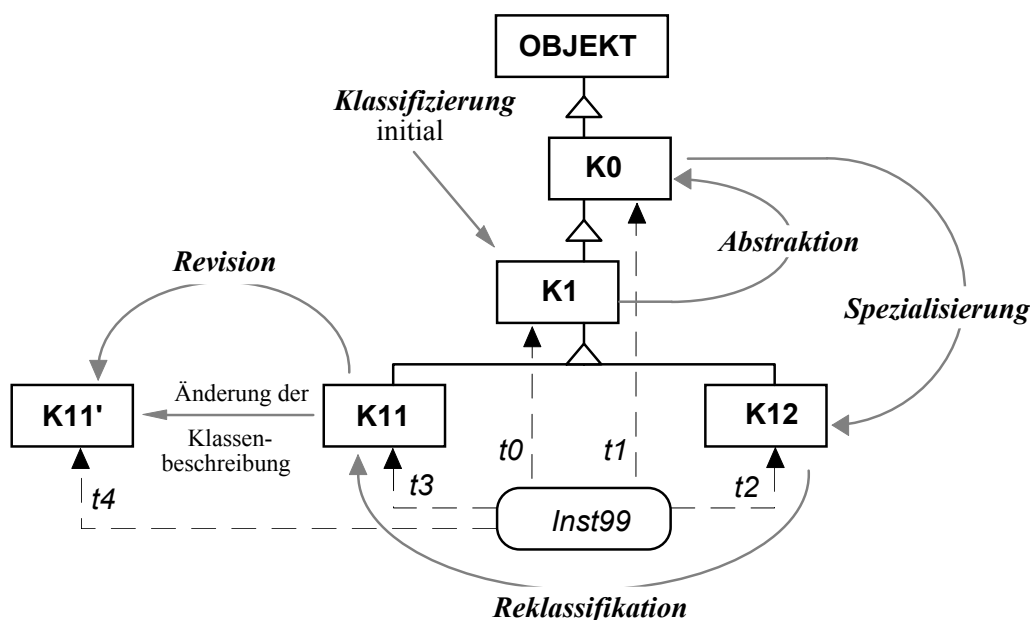 OBJEKT
Klassifizierung
initial
K0
Abstraktion
Revision
K1
Spezialisierung
K11'
Änderung der
Klassen-
beschreibung
K11
K12
t0
t1
t2
t3
t4
Inst99
Reklassifikation